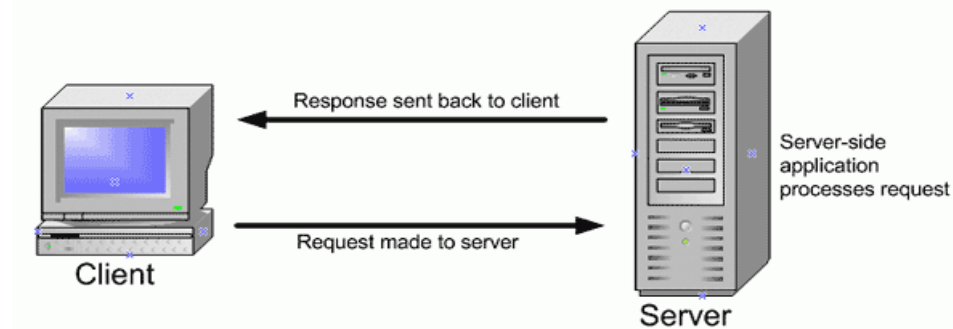 Response sent back to client
Server-side
application
processes request
Request made to server
Client
Server